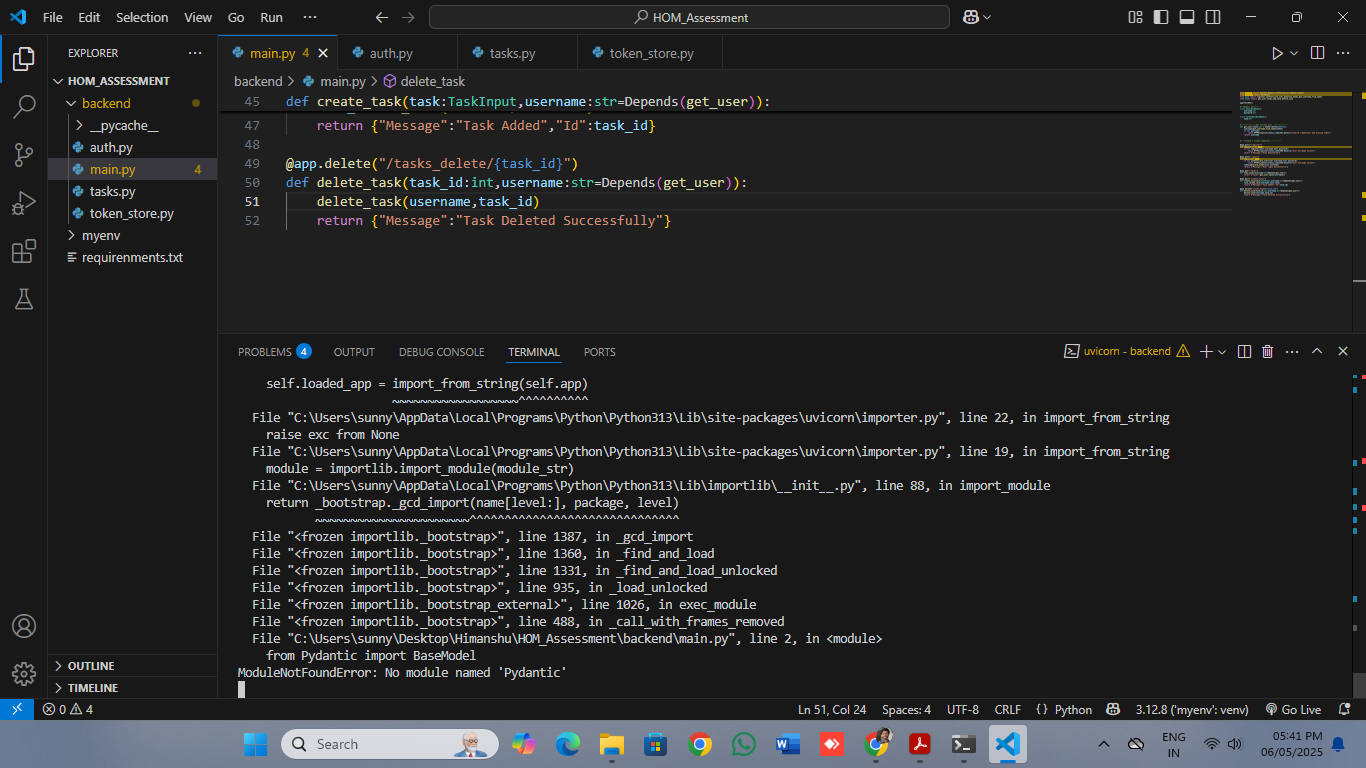 File Edit Selection View Go Run ··· HOM_Assessment
EXPLORER ···
HOM_ASSESSMENT
backend
__pycache__
auth.py
main.py 4
tasks.py
token_store.py
myenv
requirenments.txt
OUTLINE
TIMELINE
main.py 4 auth.py tasks.py token_store.py
backend > main.py > delete_task
45 def create_task(task:TaskInput,username:str=Depends(get_user)):
47 return {"Message":"Task Added","Id":task_id}
48
49 @app.delete("/tasks_delete/{task_id}")
50 def delete_task(task_id:int,username:str=Depends(get_user)):
51 delete_task(username,task_id)
52 return {"Message":"Task Deleted Successfully"}
PROBLEMS 4 OUTPUT DEBUG CONSOLE TERMINAL PORTS uvicorn - backend
self.loaded_app = import_from_string(self.app)
~~~~~~~~~~~~~~~~~~^^^^^^^^^^
File "C:\Users\sunny\AppData\Local\Programs\Python\Python313\Lib\site-packages\uvicorn\importer.py", line 22, in import_from_string
raise exc from None
File "C:\Users\sunny\AppData\Local\Programs\Python\Python313\Lib\site-packages\uvicorn\importer.py", line 19, in import_from_string
module = importlib.import_module(module_str)
File "C:\Users\sunny\AppData\Local\Programs\Python\Python313\Lib\importlib\__init__.py", line 88, in import_module
return _bootstrap._gcd_import(name[level:], package, level)
~~~~~~~~~~~~~~~~~~~~~~^^^^^^^^^^^^^^^^^^^^^^^^^^^^^^
File "<frozen importlib._bootstrap>", line 1387, in _gcd_import
File "<frozen importlib._bootstrap>", line 1360, in _find_and_load
File "<frozen importlib._bootstrap>", line 1331, in _find_and_load_unlocked
File "<frozen importlib._bootstrap>", line 935, in _load_unlocked
File "<frozen importlib._bootstrap_external>", line 1026, in exec_module
File "<frozen importlib._bootstrap>", line 488, in _call_with_frames_removed
File "C:\Users\sunny\Desktop\Himanshu\HOM_Assessment\backend\main.py", line 2, in <module>
from Pydantic import BaseModel
ModuleNotFoundError: No module named 'Pydantic'
0 4 Ln 51, Col 24 Spaces: 4 UTF-8 CRLF {} Python 3.12.8 ('myenv': venv) Go Live
Search ENG IN 05:41 PM
06/05/2025